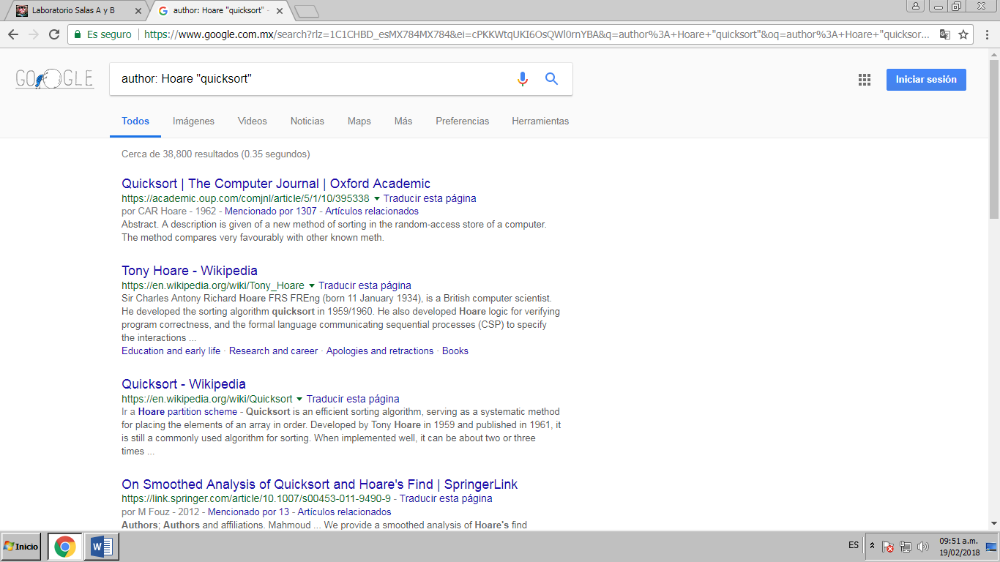 Laboratorio Salas A y B
author: Hoare "quicksort" -
Es seguro
https://www.google.com.mx/search?rlz=1C1CHBD_esMX784MX784&ei=cPKKWtqUKI6OsQWl0rnYBA&q=author%3A+Hoare+"quicksort"&oq=author%3A+Hoare+"quicksor...
GOOGLE
author: Hoare "quicksort"
Iniciar sesión
Todos Imágenes Videos Noticias Maps Más Preferencias Herramientas
Cerca de 38,800 resultados (0.35 segundos)
Quicksort | The Computer Journal | Oxford Academic
https://academic.oup.com/comjnl/article/5/1/10/395338 Traducir esta página
por CAR Hoare - 1962 - Mencionado por 1307 - Artículos relacionados
Abstract. A description is given of a new method of sorting in the random-access store of a computer.
The method compares very favourably with other known meth.
Tony Hoare - Wikipedia
https://en.wikipedia.org/wiki/Tony_Hoare Traducir esta página
Sir Charles Antony Richard Hoare FRS FREng (born 11 January 1934), is a British computer scientist.
He developed the sorting algorithm quicksort in 1959/1960. He also developed Hoare logic for verifying
program correctness, and the formal language communicating sequential processes (CSP) to specify
the interactions ...
Education and early life · Research and career · Apologies and retractions · Books
Quicksort - Wikipedia
https://en.wikipedia.org/wiki/Quicksort Traducir esta página
Ir a Hoare partition scheme - Quicksort is an efficient sorting algorithm, serving as a systematic method
for placing the elements of an array in order. Developed by Tony Hoare in 1959 and published in 1961, it
is still a commonly used algorithm for sorting. When implemented well, it can be about two or three
times ...
On Smoothed Analysis of Quicksort and Hoare's Find | SpringerLink
https://link.springer.com/article/10.1007/s00453-011-9490-9 - Traducir esta página
por M Fouz - 2012 - Mencionado por 13 - Artículos relacionados
Authors; Authors and affiliations. Mahmoud ... We provide a smoothed analysis of Hoare's find
Inicio
ES
09:51 a.m.
19/02/2018